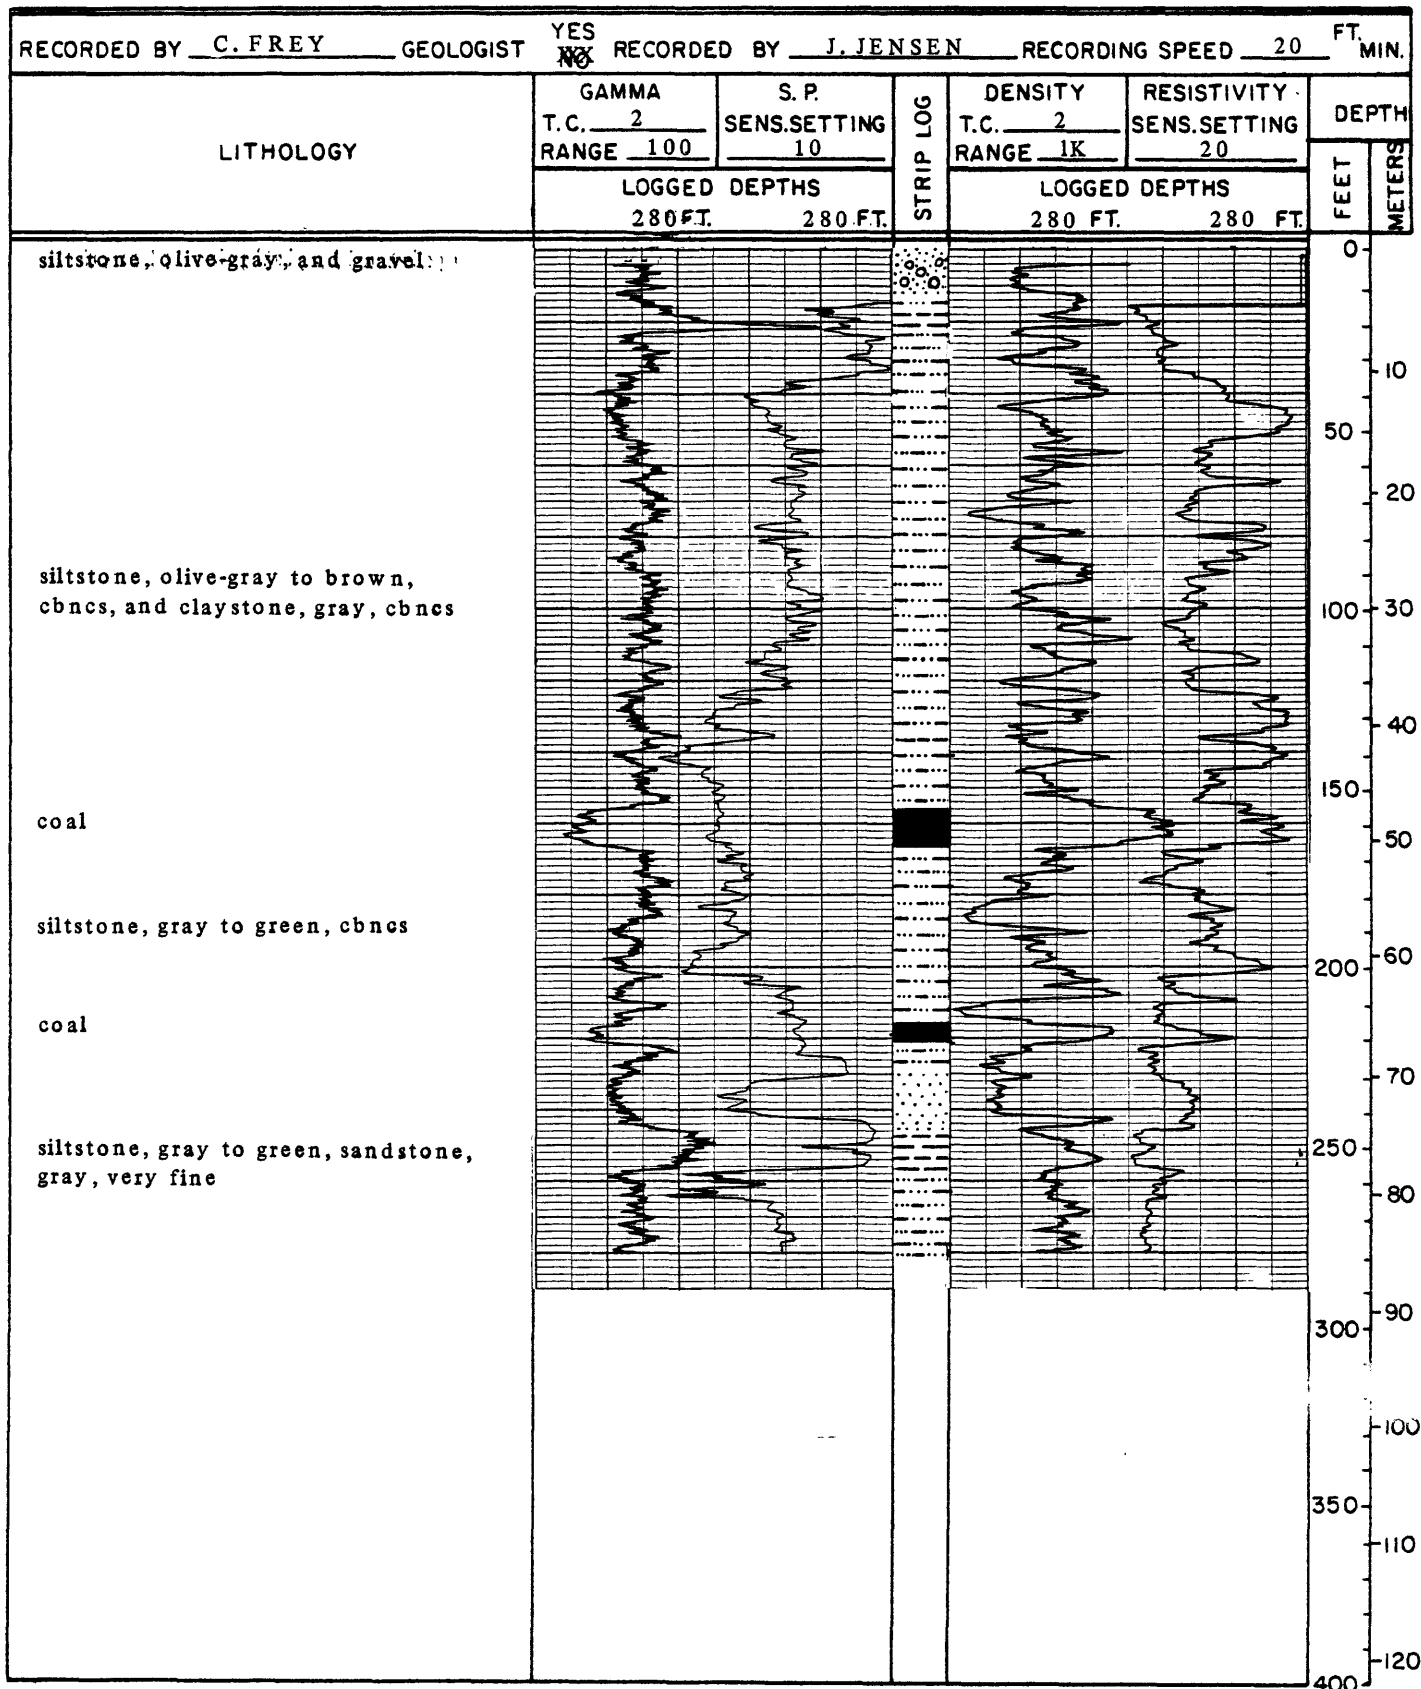 RECORDED BY C. FREY GEOLOGIST YES NO RECORDED BY J. JENSEN RECORDING SPEED 20 FT. MIN.
LITHOLOGY
GAMMA
T.C. 2
RANGE 100
S. P.
SENS.SETTING
10
LOGGED DEPTHS
280 FT. 280 FT.
STRIP LOG
DENSITY
T.C. 2
RANGE 1K
RESISTIVITY
SENS.SETTING
20
LOGGED DEPTHS
280 FT. 280 FT.
DEPTH
FEET
METERS
siltstone, olive-gray, and gravel
siltstone, olive-gray to brown,
cbncs, and claystone, gray, cbncs
coal
siltstone, gray to green, cbncs
coal
siltstone, gray to green, sandstone,
gray, very fine
0
10
50
20
100 30
40
150
50
60
200
70
250
80
90
300
100
350
110
120
400